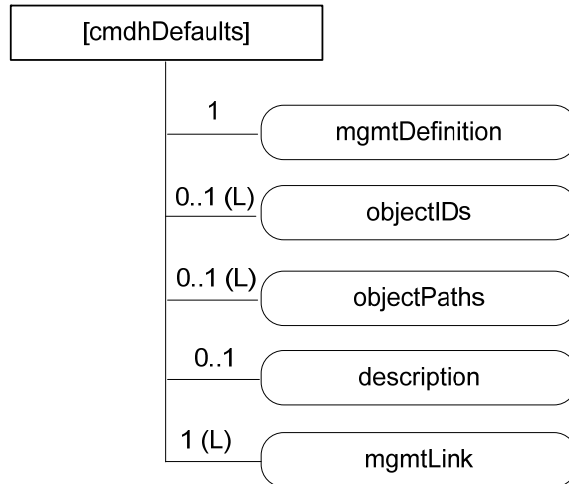 [cmdhDefaults]
1
mgmtDefinition
0..1 (L)
objectIDs
0..1 (L)
objectPaths
0..1
description
1 (L)
mgmtLink